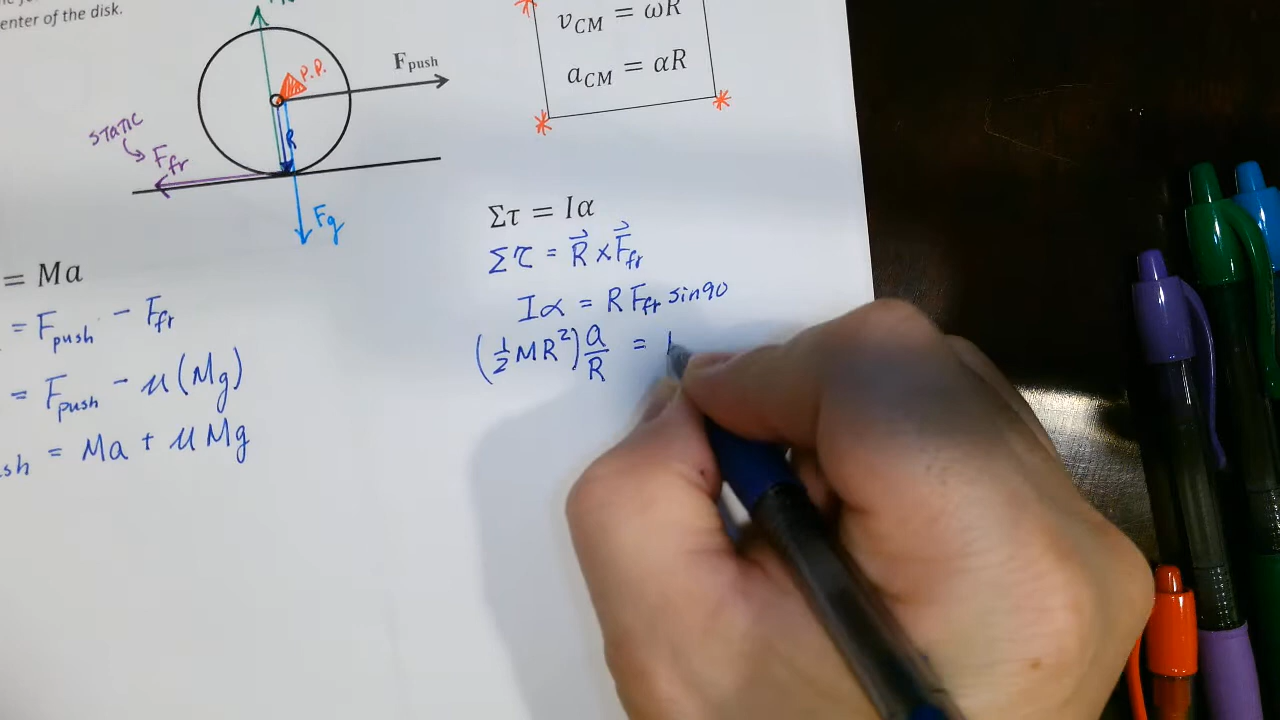 enter of the disk.
P.P.
F_push
R
STATIC
F_fr
F_g
v_CM = ωR
a_CM = αR
= Ma
= F_push - F_fr
= F_push - μ(Mg)
sh = Ma + μMg
Στ = Iα
Στ = R⃗ × F⃗_fr
Iα = R F_fr sin90
(½MR²) a/R =